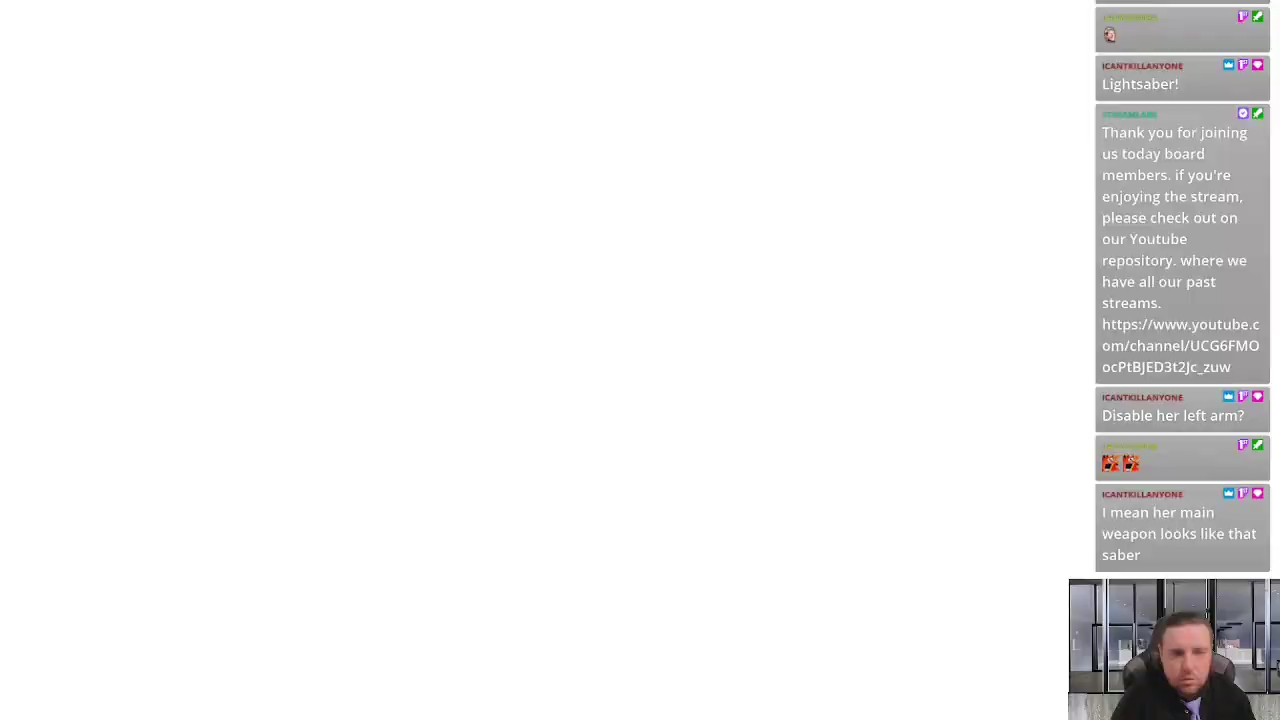 ICANTKILLANYONE
Lightsaber!
STREAMLABS
Thank you for joining
us today board
members. if you're
enjoying the stream,
please check out on
our Youtube
repository. where we
have all our past
streams.
https://www.youtube.c
om/channel/UCG6FMO
ocPtBJED3t2Jc_zuw
ICANTKILLANYONE
Disable her left arm?
ICANTKILLANYONE
I mean her main
weapon looks like that
saber